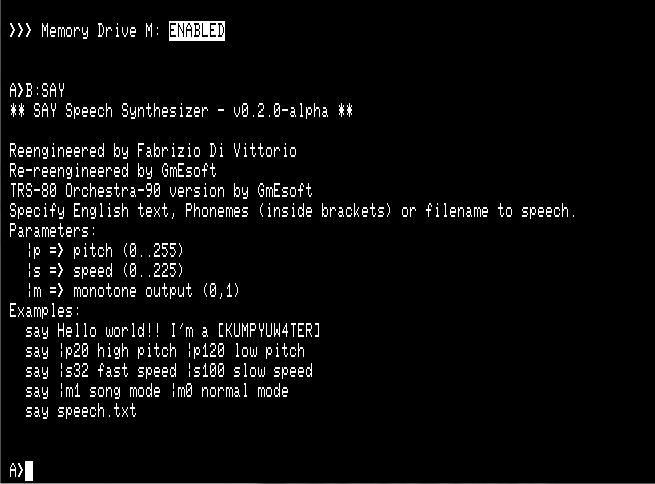 >>> Memory Drive M: ENABLED
A>B:SAY
** SAY Speech Synthesizer - v0.2.0-alpha **
Reengineered by Fabrizio Di Vittorio
Re-reengineered by GmEsoft
TRS-80 Orchestra-90 version by GmEsoft
Specify English text, Phonemes (inside brackets) or filename to speech.
Parameters:
  |p => pitch (0..255)
  |s => speed (0..225)
  |m => monotone output (0,1)
Examples:
  say Hello world!! I'm a [KUMPYUW4TER]
  say |p20 high pitch |p120 low pitch
  say |s32 fast speed |s100 slow speed
  say |m1 song mode |m0 normal mode
  say speech.txt
A>